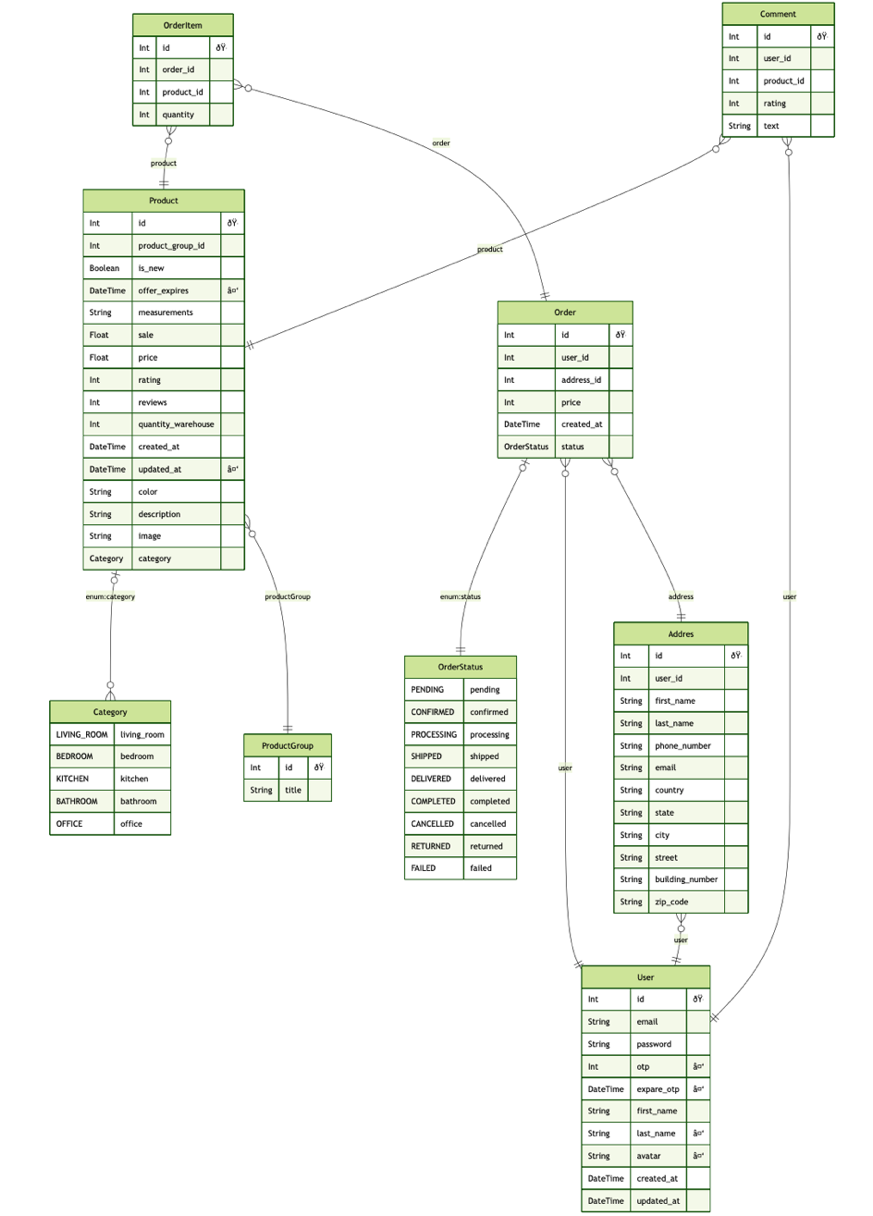 OrderItem
Int id ðŸ
Int order_id
Int product_id
Int quantity
Comment
Int id ðŸ
Int user_id
Int product_id
Int rating
String text
order
product
product
Product
Int id ðŸ
Int product_group_id
Boolean is_new
DateTime offer_expires â¤
String measurements
Float sale
Float price
Int rating
Int reviews
Int quantity_warehouse
DateTime created_at
DateTime updated_at â¤
String color
String description
String image
Category category
Order
Int id ðŸ
Int user_id
Int address_id
Int price
DateTime created_at
OrderStatus status
enum:category
productGroup
enum:status
address
user
Category
LIVING_ROOM living_room
BEDROOM bedroom
KITCHEN kitchen
BATHROOM bathroom
OFFICE office
ProductGroup
Int id ðŸ
String title
OrderStatus
PENDING pending
CONFIRMED confirmed
PROCESSING processing
SHIPPED shipped
DELIVERED delivered
COMPLETED completed
CANCELLED cancelled
RETURNED returned
FAILED failed
Addres
Int id ðŸ
Int user_id
String first_name
String last_name
String phone_number
String email
String country
String state
String city
String street
String building_number
String zip_code
user
user
User
Int id ðŸ
String email
String password
Int otp â¤
DateTime expare_otp â¤
String first_name
String last_name â¤
String avatar â¤
DateTime created_at
DateTime updated_at